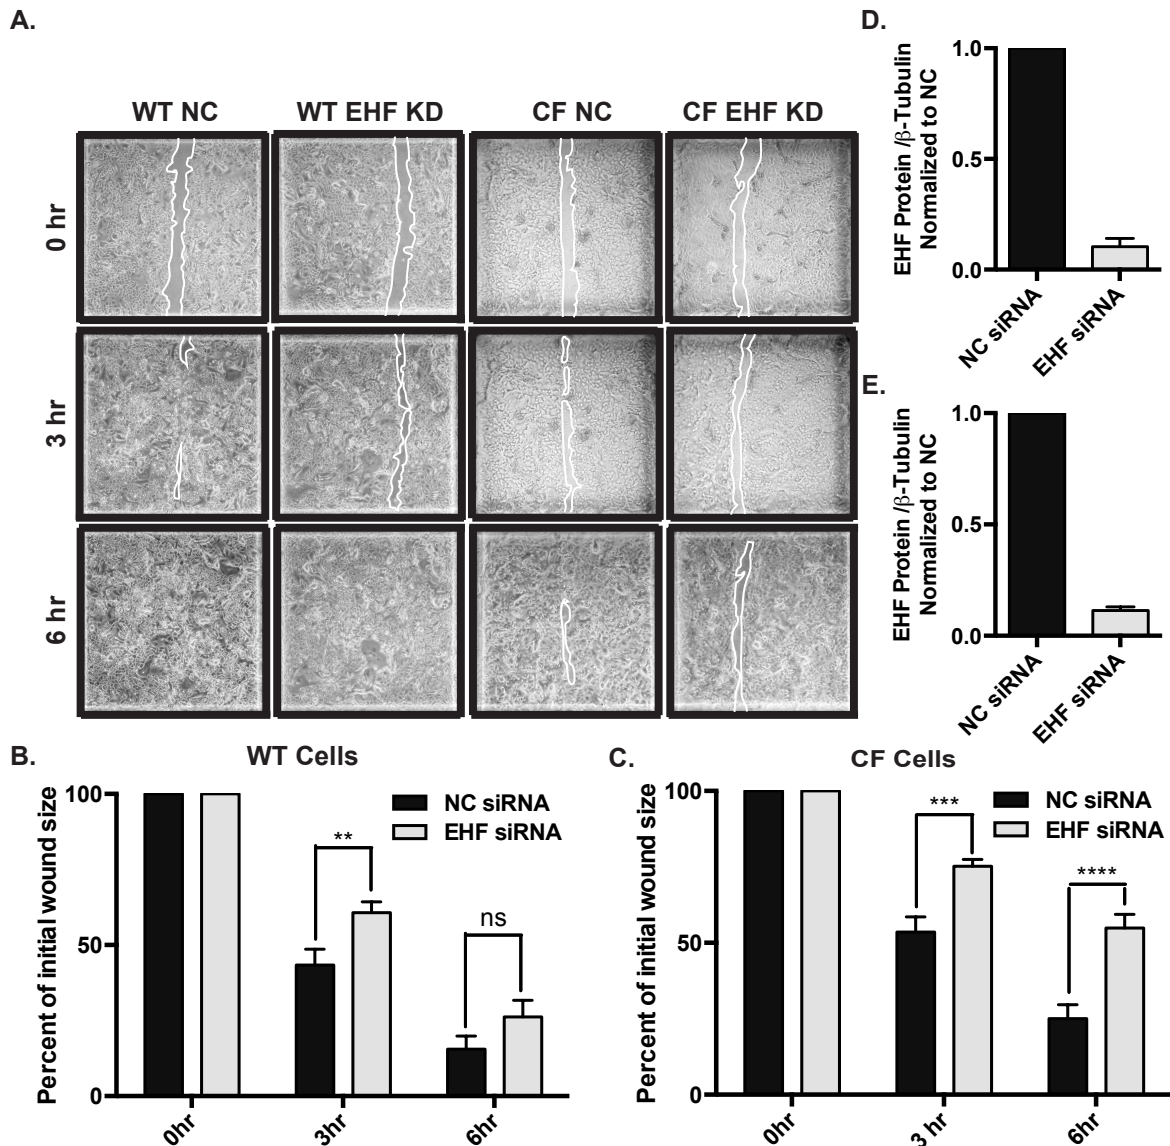 A.
WT NC
WT EHF KD
CF NC
CF EHF KD
0 hr
3 hr
6 hr
D.
EHF Protein /β-Tubulin
Normalized to NC
1.0
0.5
0.0
NC siRNA
EHF siRNA
E.
EHF Protein /β-Tubulin
Normalized to NC
1.0
0.5
0.0
NC siRNA
EHF siRNA
B.
WT Cells
Percent of initial wound size
100
50
0
NC siRNA
EHF siRNA
**
ns
0hr
3hr
6hr
C.
CF Cells
Percent of initial wound size
100
50
0
NC siRNA
EHF siRNA
***
****
0hr
3 hr
6hr